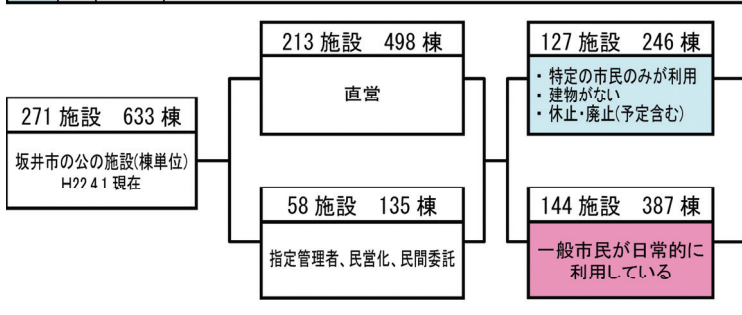 271 施設 633 棟
坂井市の公の施設(棟単位)
H22.4.1 現在
213 施設 498 棟
直営
58 施設 135 棟
指定管理者、民営化、民間委託
127 施設 246 棟
・ 特定の市民のみが利用
・ 建物がない
・ 休止・廃止(予定含む)
144 施設 387 棟
一般市民が日常的に
利用している